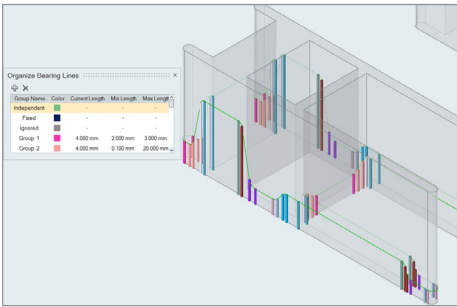 Organize Bearing Lines
Group Name Color Current Length Min Length Max Length
Independent - - -
Fixed - - -
Ignored - - -
Group 1 4.000 mm 2.000 mm 3.000 mm
Group 2 4.000 mm 0.100 mm 20.000 mm